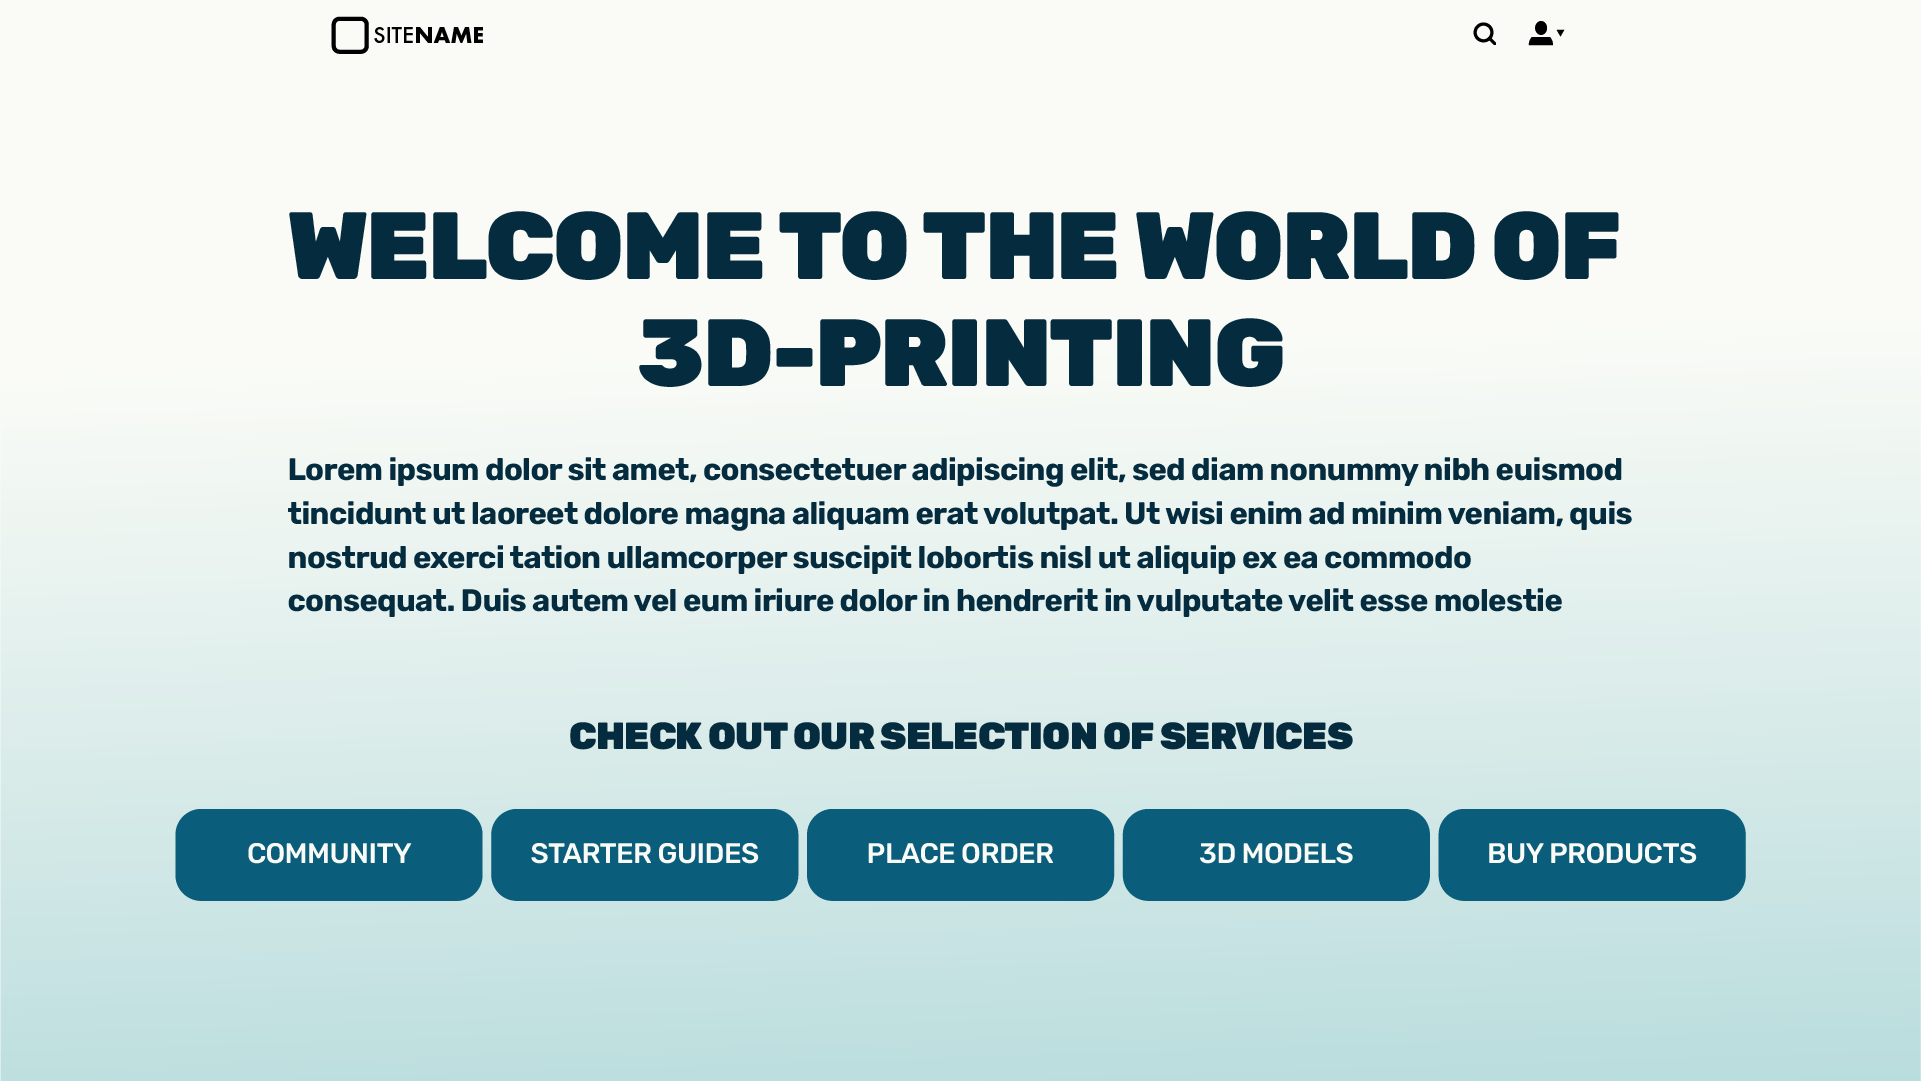 SITENAME
WELCOME TO THE WORLD OF
3D-PRINTING
Lorem ipsum dolor sit amet, consectetuer adipiscing elit, sed diam nonummy nibh euismod
tincidunt ut laoreet dolore magna aliquam erat volutpat. Ut wisi enim ad minim veniam, quis
nostrud exerci tation ullamcorper suscipit lobortis nisl ut aliquip ex ea commodo
consequat. Duis autem vel eum iriure dolor in hendrerit in vulputate velit esse molestie
CHECK OUT OUR SELECTION OF SERVICES
COMMUNITY
STARTER GUIDES
PLACE ORDER
3D MODELS
BUY PRODUCTS